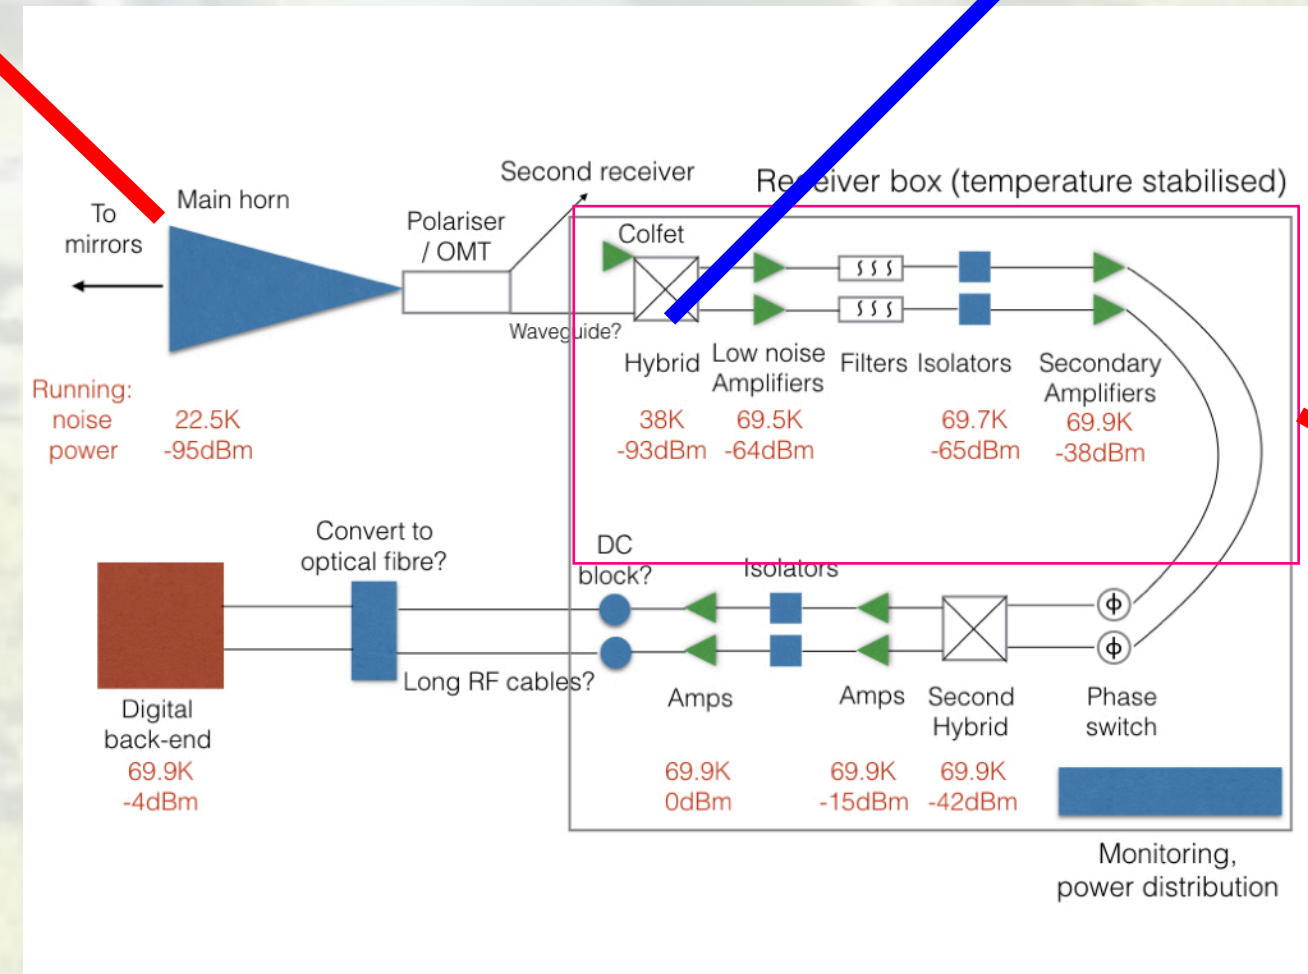 Second receiver
Receiver box (temperature stabilised)
Main horn
To
mirrors
Polariser
/ OMT
Colfet
Waveguide?
Hybrid
Low noise
Amplifiers
Filters
Isolators
Secondary
Amplifiers
Running:
noise
power
22.5K
-95dBm
38K
-93dBm
69.5K
-64dBm
69.7K
-65dBm
69.9K
-38dBm
Convert to
optical fibre?
DC
block?
Isolators
ϕ
ϕ
Long RF cables?
Digital
back-end
69.9K
-4dBm
Amps
Amps
Second
Hybrid
Phase
switch
69.9K
0dBm
69.9K
-15dBm
69.9K
-42dBm
Monitoring,
power distribution